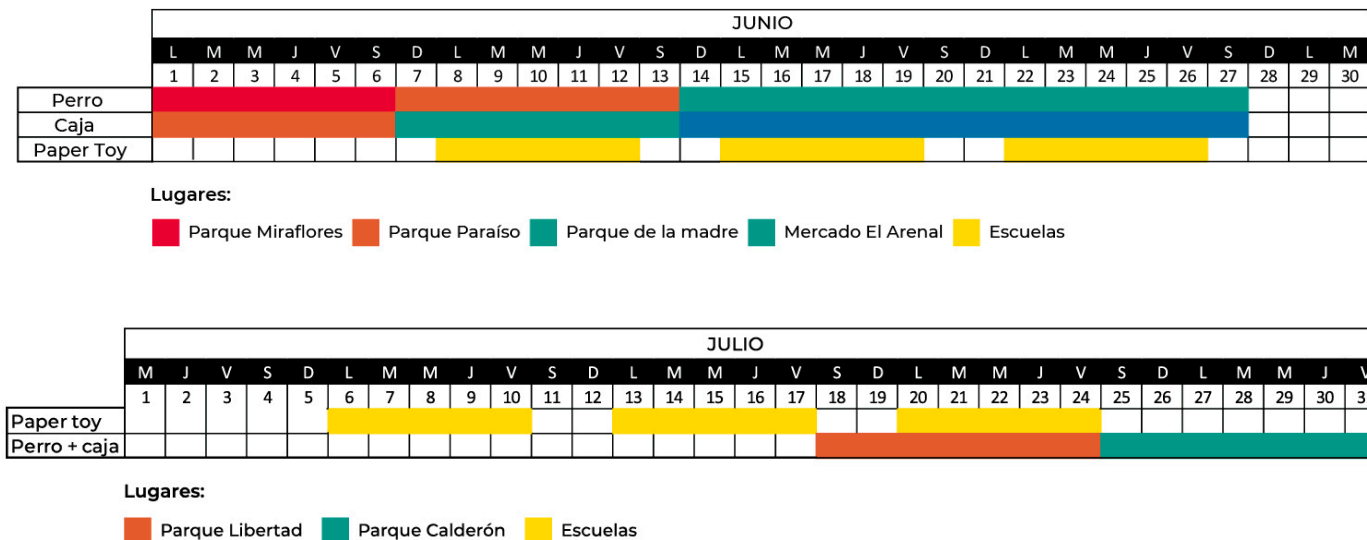 JUNIO
L M M J V S D L M M J V S D L M M J V S D L M M J V S D L M
1 2 3 4 5 6 7 8 9 10 11 12 13 14 15 16 17 18 19 20 21 22 23 24 25 26 27 28 29 30
Perro
Caja
Paper Toy
Lugares:
Parque Miraflores Parque Paraíso Parque de la madre Mercado El Arenal Escuelas
JULIO
M J V S D L M M J V S D L M M J V S D L M M J V S D L M M J V
1 2 3 4 5 6 7 8 9 10 11 12 13 14 15 16 17 18 19 20 21 22 23 24 25 26 27 28 29 30 3
Paper toy
Perro + caja
Lugares:
Parque Libertad Parque Calderón Escuelas